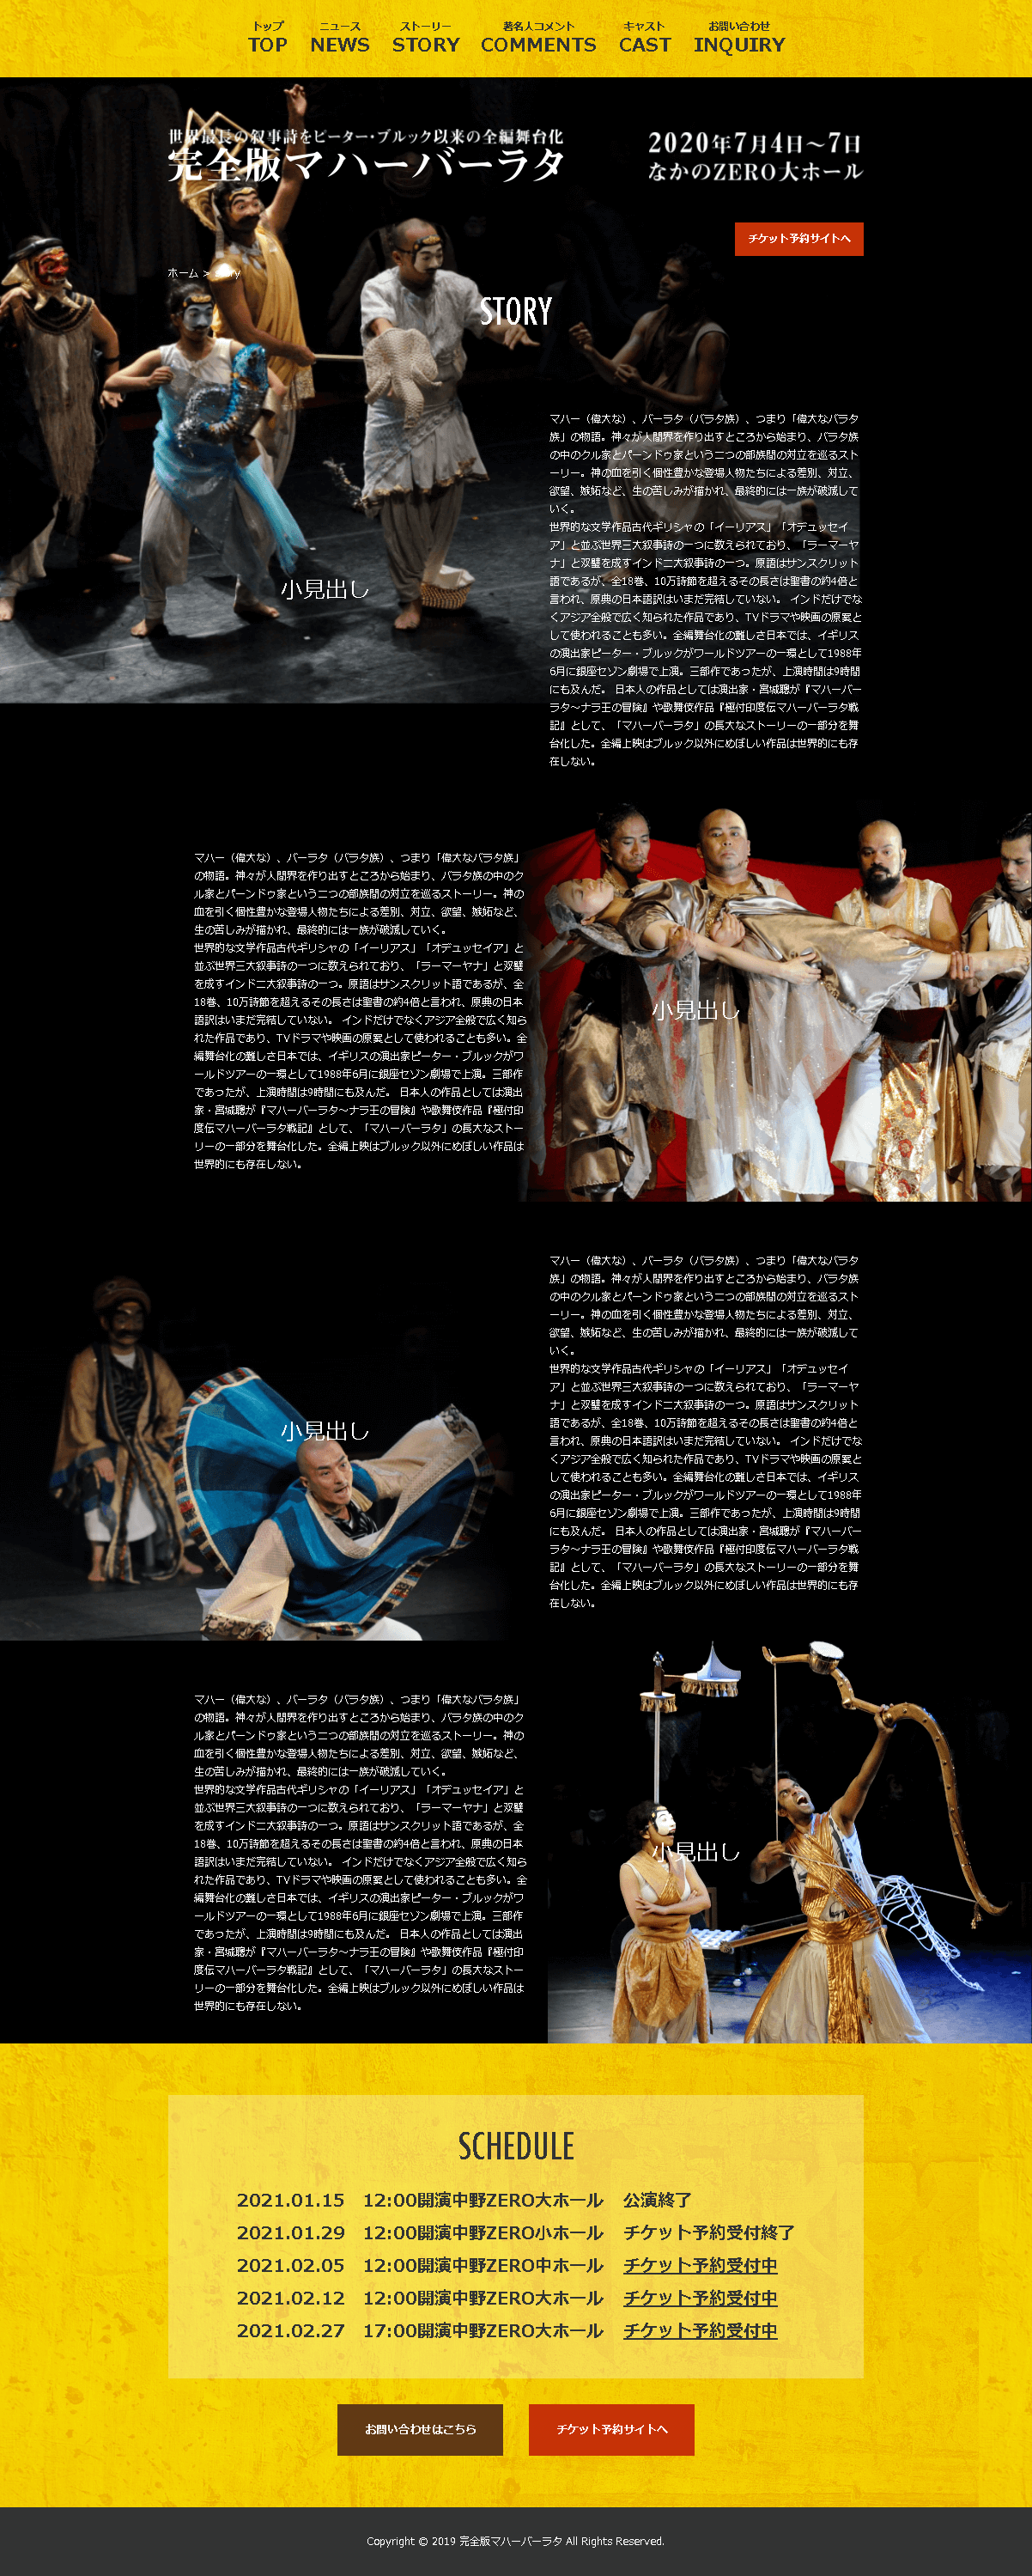 トップ ニュース ストーリー 著名人コメント キャスト お問い合わせ
TOP NEWS STORY COMMENTS CAST INQUIRY
世界最長の叙事詩をピーター・ブルック以来の全編舞台化
完全版マハーバーラタ
2020年7月4日〜7日
なかのZERO大ホール
チケット予約サイトへ
ホーム > story
STORY
小見出し
マハー（偉大な）、バーラタ（バラタ族）、つまり「偉大なバラタ
族」の物語。神々が人間界を作り出すところから始まり、バラタ族
の中のクル家とパーンドゥ家という二つの部族間の対立を巡るスト
ーリー。神の血を引く個性豊かな登場人物たちによる差別、対立、
欲望、嫉妬など、生の苦しみが描かれ、最終的には一族が破滅して
いく。
世界的な文学作品古代ギリシャの「イーリアス」「オデュッセイ
ア」と並ぶ世界三大叙事詩の一つに数えられており、「ラーマーヤ
ナ」と双璧を成すインド二大叙事詩の一つ。原語はサンスクリット
語であるが、全18巻、10万詩節を超えるその長さは聖書の約4倍と
言われ、原典の日本語訳はいまだ完結していない。 インドだけでな
くアジア全般で広く知られた作品であり、TVドラマや映画の原案と
して使われることも多い。全編舞台化の難しさ日本では、イギリス
の演出家ピーター・ブルックがワールドツアーの一環として1988年
6月に銀座セゾン劇場で上演。三部作であったが、上演時間は9時間
にも及んだ。 日本人の作品としては演出家・宮城聰が『マハーバー
ラタ〜ナラ王の冒険』や歌舞伎作品『極付印度伝マハーバーラタ戦
記』として、「マハーバーラタ」の長大なストーリーの一部分を舞
台化した。全編上映はブルック以外にめぼしい作品は世界的にも存
在しない。
マハー（偉大な）、バーラタ（バラタ族）、つまり「偉大なバラタ族」
の物語。神々が人間界を作り出すところから始まり、バラタ族の中のク
ル家とパーンドゥ家という二つの部族間の対立を巡るストーリー。神の
血を引く個性豊かな登場人物たちによる差別、対立、欲望、嫉妬など、
生の苦しみが描かれ、最終的には一族が破滅していく。
世界的な文学作品古代ギリシャの「イーリアス」「オデュッセイア」と
並ぶ世界三大叙事詩の一つに数えられており、「ラーマーヤナ」と双璧
を成すインド二大叙事詩の一つ。原語はサンスクリット語であるが、全
18巻、10万詩節を超えるその長さは聖書の約4倍と言われ、原典の日本
語訳はいまだ完結していない。 インドだけでなくアジア全般で広く知ら
れた作品であり、TVドラマや映画の原案として使われることも多い。全
編舞台化の難しさ日本では、イギリスの演出家ピーター・ブルックがワ
ールドツアーの一環として1988年6月に銀座セゾン劇場で上演。三部作
であったが、上演時間は9時間にも及んだ。 日本人の作品としては演出
家・宮城聰が『マハーバーラタ〜ナラ王の冒険』や歌舞伎作品『極付印
度伝マハーバーラタ戦記』として、「マハーバーラタ」の長大なストー
リーの一部分を舞台化した。全編上映はブルック以外にめぼしい作品は
世界的にも存在しない。
小見出し
小見出し
マハー（偉大な）、バーラタ（バラタ族）、つまり「偉大なバラタ
族」の物語。神々が人間界を作り出すところから始まり、バラタ族
の中のクル家とパーンドゥ家という二つの部族間の対立を巡るスト
ーリー。神の血を引く個性豊かな登場人物たちによる差別、対立、
欲望、嫉妬など、生の苦しみが描かれ、最終的には一族が破滅して
いく。
世界的な文学作品古代ギリシャの「イーリアス」「オデュッセイ
ア」と並ぶ世界三大叙事詩の一つに数えられており、「ラーマーヤ
ナ」と双璧を成すインド二大叙事詩の一つ。原語はサンスクリット
語であるが、全18巻、10万詩節を超えるその長さは聖書の約4倍と
言われ、原典の日本語訳はいまだ完結していない。 インドだけでな
くアジア全般で広く知られた作品であり、TVドラマや映画の原案と
して使われることも多い。全編舞台化の難しさ日本では、イギリス
の演出家ピーター・ブルックがワールドツアーの一環として1988年
6月に銀座セゾン劇場で上演。三部作であったが、上演時間は9時間
にも及んだ。 日本人の作品としては演出家・宮城聰が『マハーバー
ラタ〜ナラ王の冒険』や歌舞伎作品『極付印度伝マハーバーラタ戦
記』として、「マハーバーラタ」の長大なストーリーの一部分を舞
台化した。全編上映はブルック以外にめぼしい作品は世界的にも存
在しない。
マハー（偉大な）、バーラタ（バラタ族）、つまり「偉大なバラタ族」
の物語。神々が人間界を作り出すところから始まり、バラタ族の中のク
ル家とパーンドゥ家という二つの部族間の対立を巡るストーリー。神の
血を引く個性豊かな登場人物たちによる差別、対立、欲望、嫉妬など、
生の苦しみが描かれ、最終的には一族が破滅していく。
世界的な文学作品古代ギリシャの「イーリアス」「オデュッセイア」と
並ぶ世界三大叙事詩の一つに数えられており、「ラーマーヤナ」と双璧
を成すインド二大叙事詩の一つ。原語はサンスクリット語であるが、全
18巻、10万詩節を超えるその長さは聖書の約4倍と言われ、原典の日本
語訳はいまだ完結していない。 インドだけでなくアジア全般で広く知ら
れた作品であり、TVドラマや映画の原案として使われることも多い。全
編舞台化の難しさ日本では、イギリスの演出家ピーター・ブルックがワ
ールドツアーの一環として1988年6月に銀座セゾン劇場で上演。三部作
であったが、上演時間は9時間にも及んだ。 日本人の作品としては演出
家・宮城聰が『マハーバーラタ〜ナラ王の冒険』や歌舞伎作品『極付印
度伝マハーバーラタ戦記』として、「マハーバーラタ」の長大なストー
リーの一部分を舞台化した。全編上映はブルック以外にめぼしい作品は
世界的にも存在しない。
小見出し
SCHEDULE
2021.01.15 12:00開演中野ZERO大ホール 公演終了
2021.01.29 12:00開演中野ZERO小ホール チケット予約受付終了
2021.02.05 12:00開演中野ZERO中ホール チケット予約受付中
2021.02.12 12:00開演中野ZERO大ホール チケット予約受付中
2021.02.27 17:00開演中野ZERO大ホール チケット予約受付中
お問い合わせはこちら
チケット予約サイトへ
Copyright © 2019 完全版マハーバーラタ All Rights Reserved.